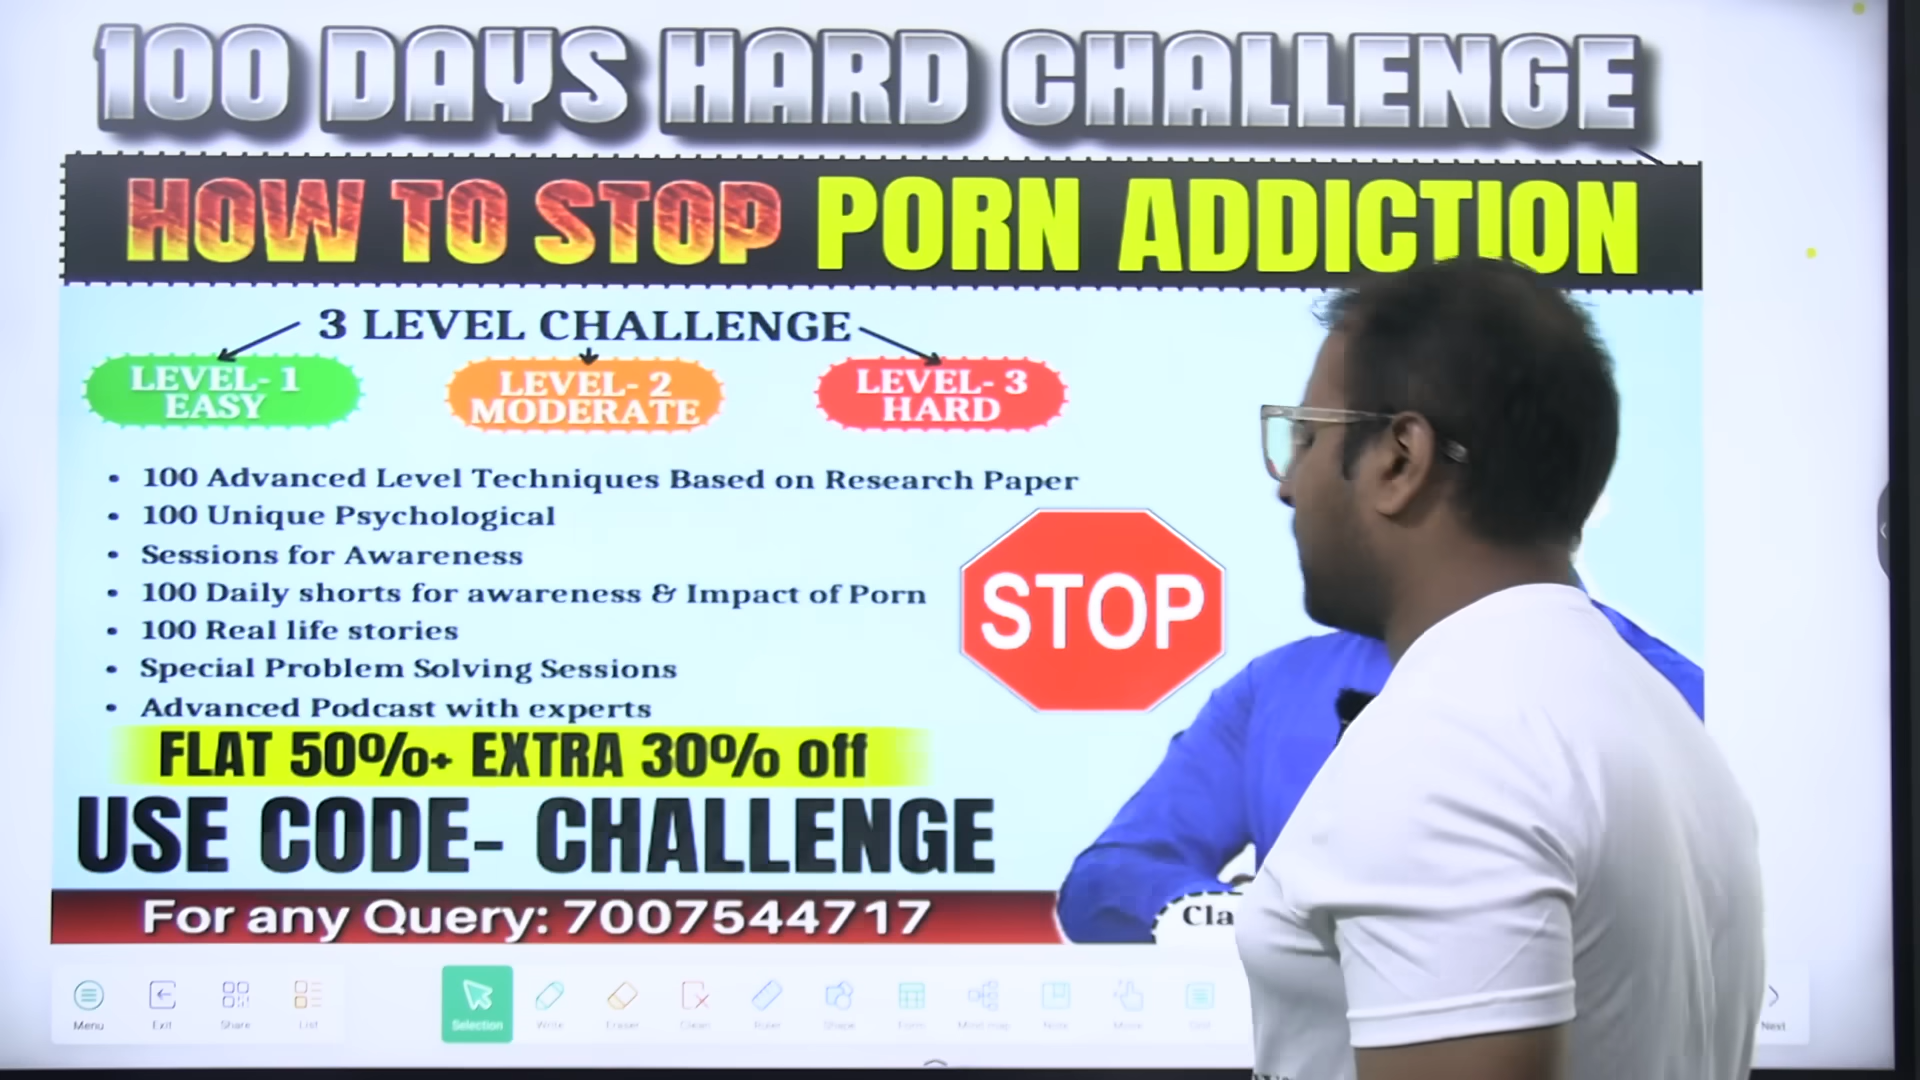 100 DAYS HARD CHALLENGE
HOW TO STOP PORN ADDICTION
3 LEVEL CHALLENGE
LEVEL- 1
EASY
LEVEL- 2
MODERATE
LEVEL- 3
HARD
• 100 Advanced Level Techniques Based on Research Paper
• 100 Unique Psychological
• Sessions for Awareness
• 100 Daily shorts for awareness & Impact of Porn
• 100 Real life stories
• Special Problem Solving Sessions
• Advanced Podcast with experts
STOP
FLAT 50%+ EXTRA 30% off
USE CODE- CHALLENGE
For any Query: 7007544717
Cla
Menu Exit Share List Selection Write Eraser Clean Ruler Shape Form Mind map Note Move Next